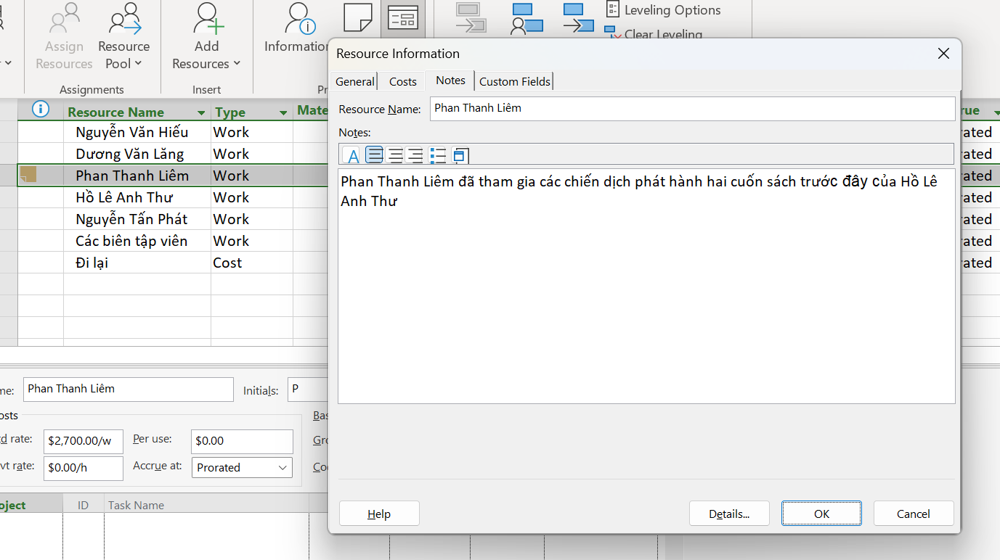 Assign
Resources
Resource
Pool
Add
Resources
Information
Leveling Options
Clear Leveling
Assignments
Insert
Resource Information
General
Costs
Notes
Custom Fields
Resource Name:
Phan Thanh Liêm
Notes:
A
Phan Thanh Liêm đã tham gia các chiến dịch phát hành hai cuốn sách trước đây của Hồ Lê
Anh Thư
Help
Details...
OK
Cancel
Resource Name Type Mate rue
Nguyễn Văn Hiếu Work rated
Dương Văn Lăng Work rated
Phan Thanh Liêm Work rated
Hồ Lê Anh Thư Work rated
Nguyễn Tấn Phát Work rated
Các biên tập viên Work rated
Đi lại Cost rated
me: Phan Thanh Liêm Initials: P
osts Bas
d rate: $2,700.00/w Per use: $0.00 Gro
vt rate: $0.00/h Accrue at: Prorated Coo
oject ID Task Name